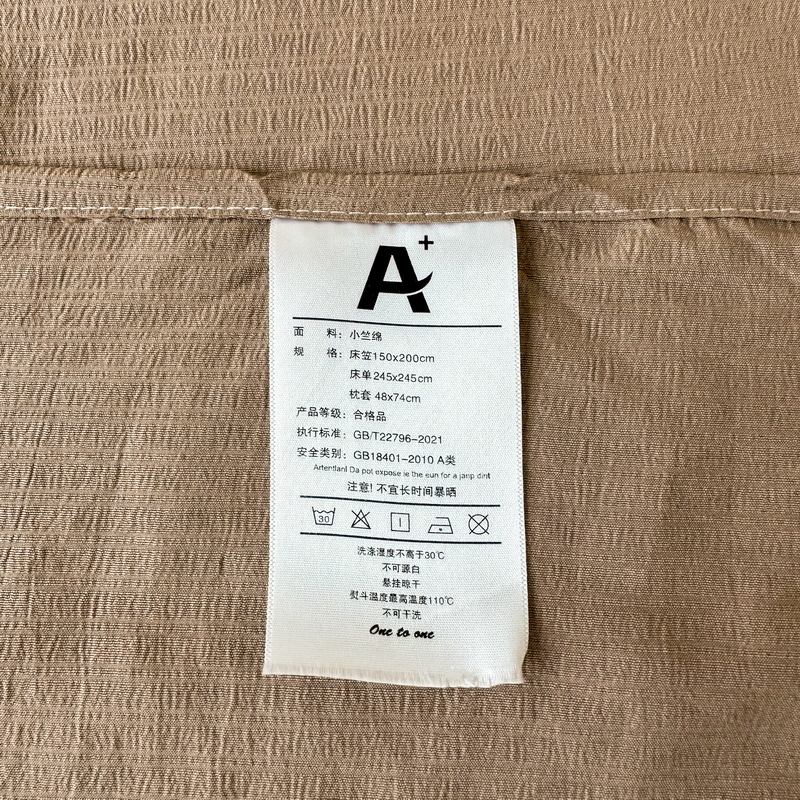 A+
面 料：小竺绵
规 格：床笠150x200cm
床单245x245cm
枕套 48x74cm
产品等级：合格品
执行标准：GB/T22796-2021
安全类别：GB18401-2010 A类
Artentlanl Da pot expose ie the eun for a janp dint
注意! 不宜长时间暴晒
30
洗涤湿度不高于30℃
不可源白
悬挂晾干
熨斗温度最高温度110℃
不可干洗
One to one